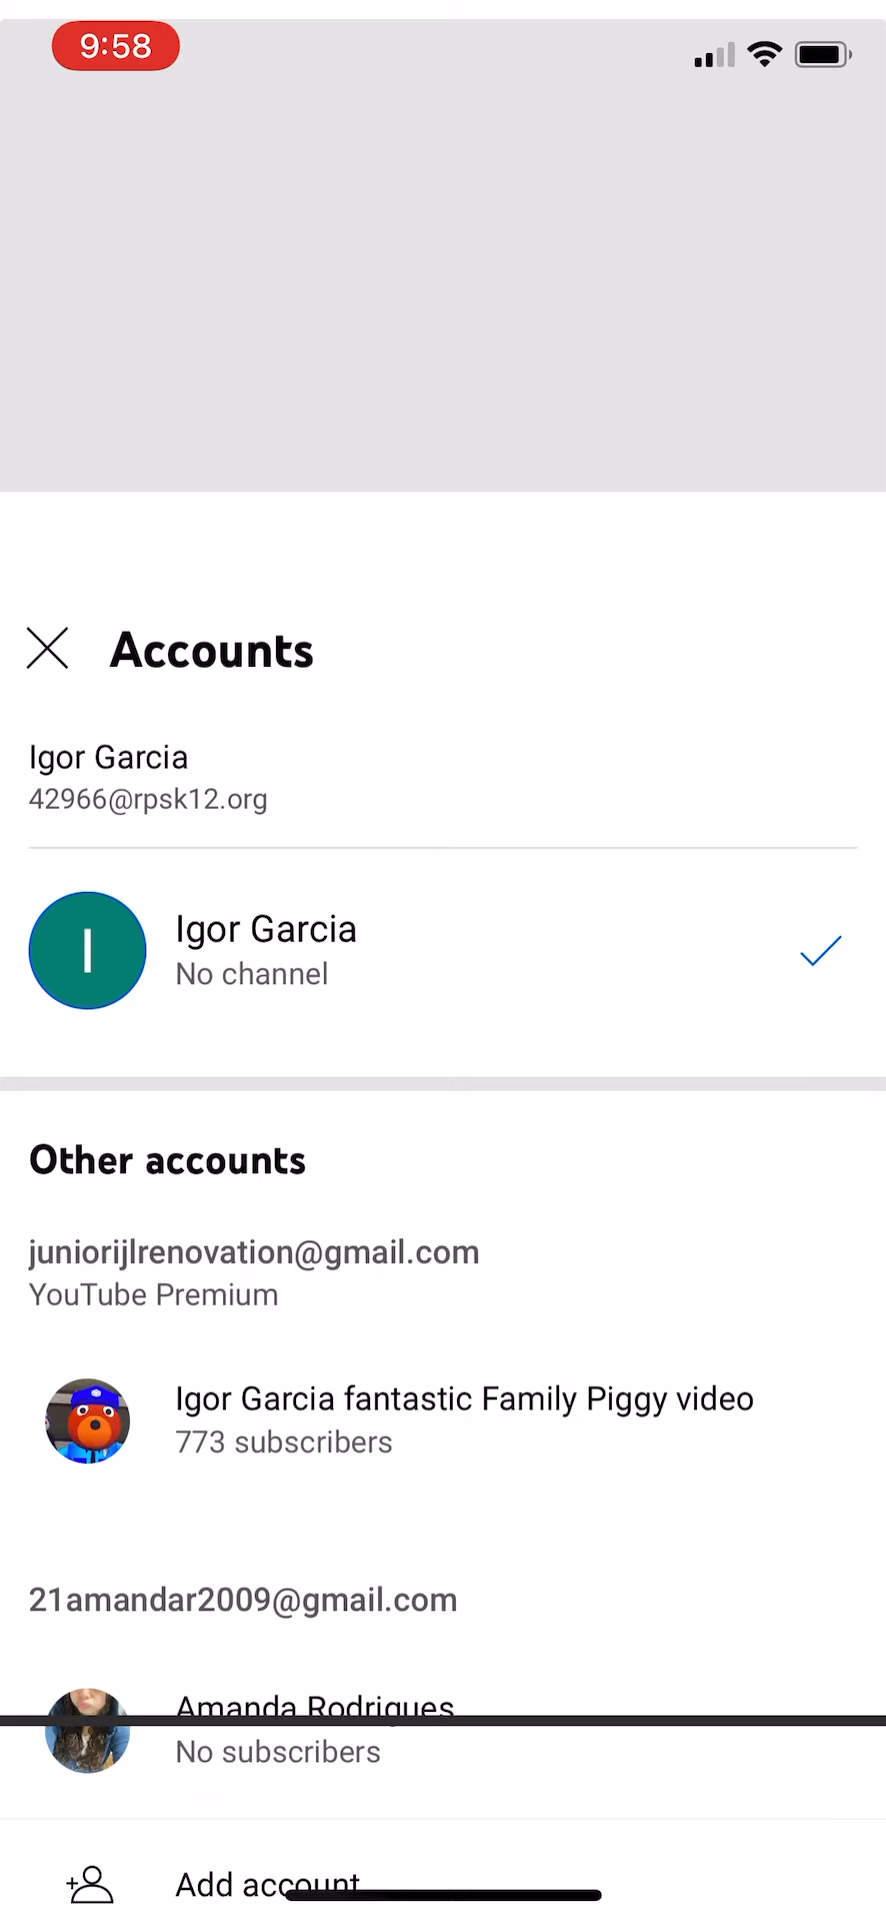 9:58
Accounts
Igor Garcia
42966@rpsk12.org
I
Igor Garcia
No channel
Other accounts
juniorijlrenovation@gmail.com
YouTube Premium
Igor Garcia fantastic Family Piggy video
773 subscribers
21amandar2009@gmail.com
Amanda Rodrigues
No subscribers
Add account